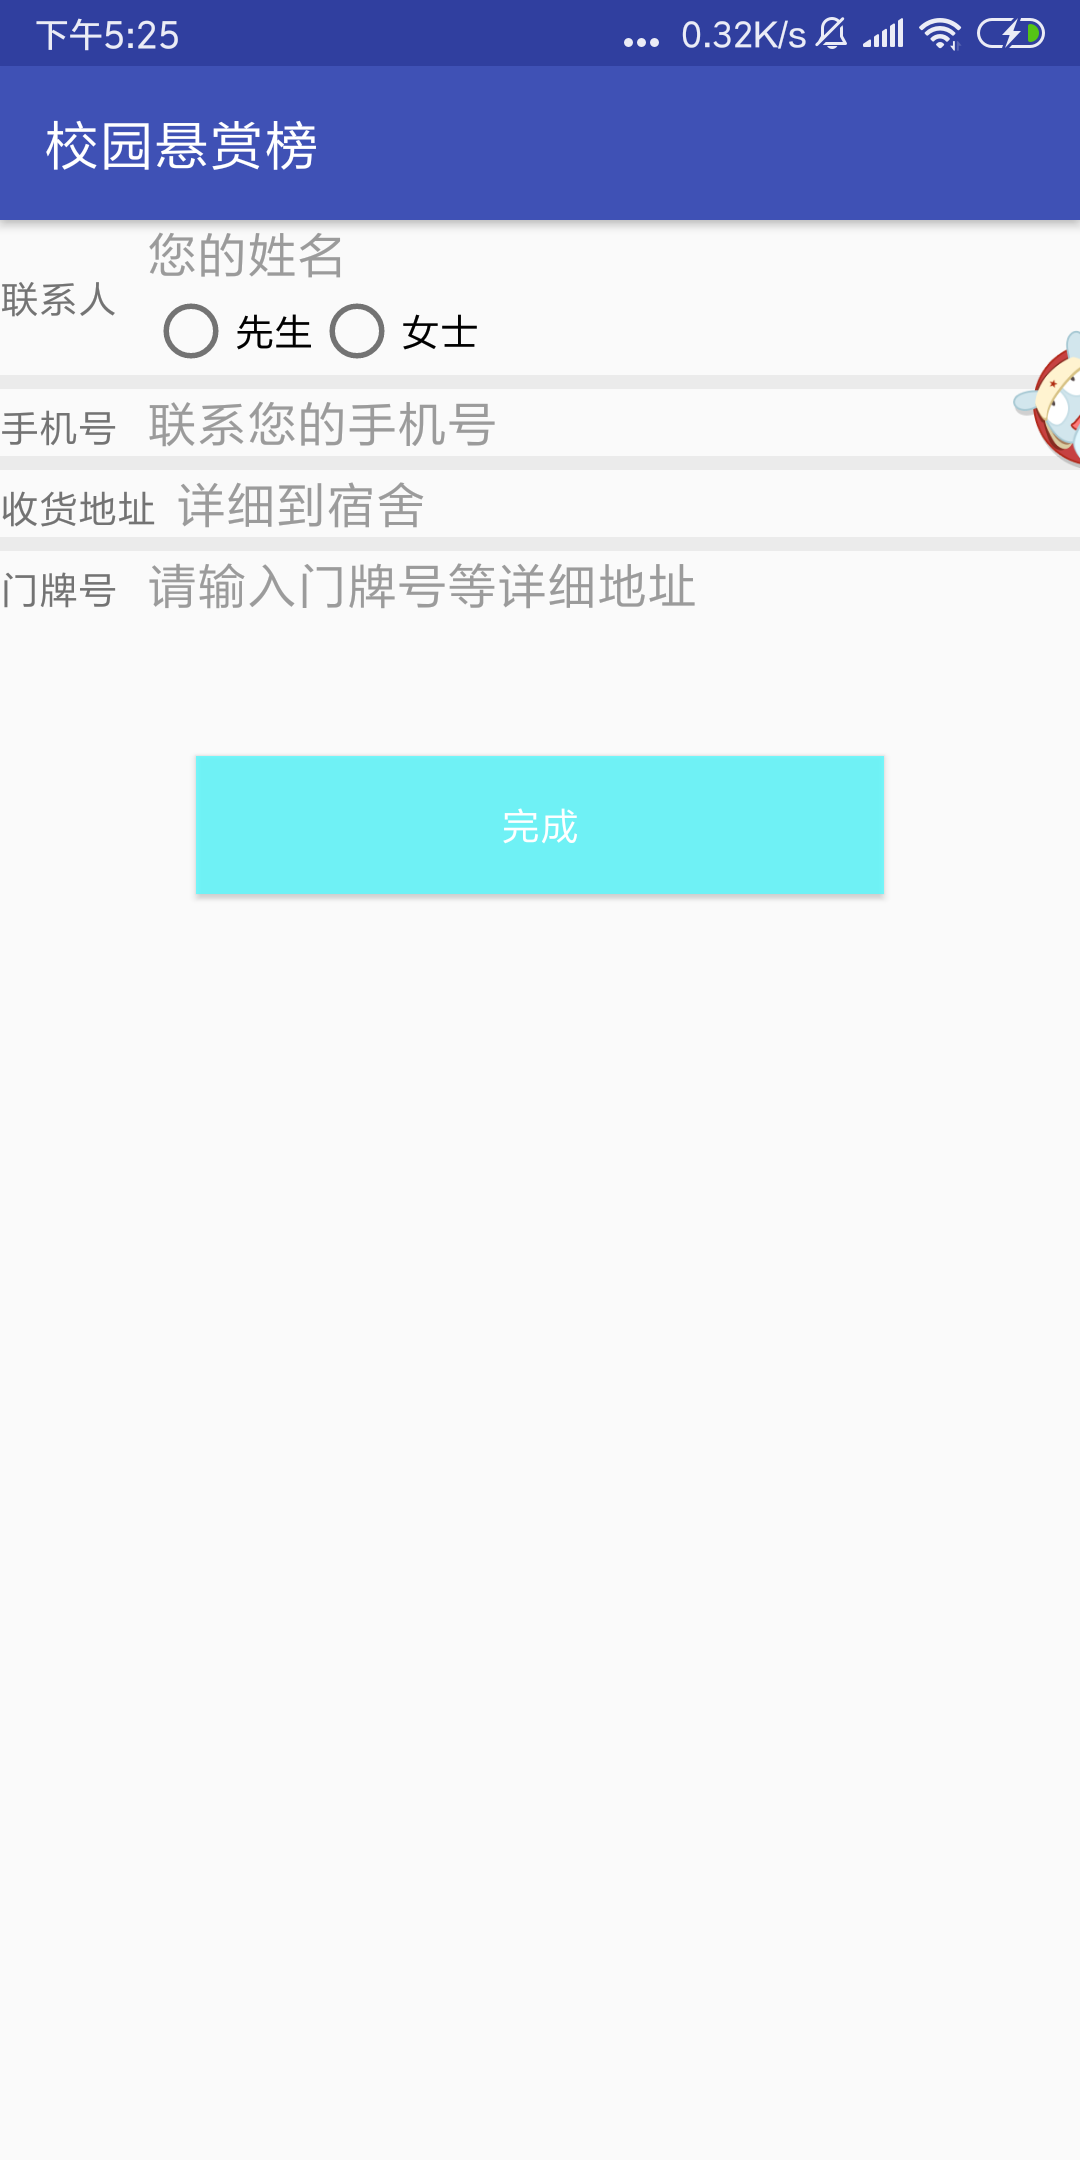 下午5:25 ... 0.32K/s
校园悬赏榜
您的姓名
联系人
先生 女士
手机号 联系您的手机号
收货地址 详细到宿舍
门牌号 请输入门牌号等详细地址
完成